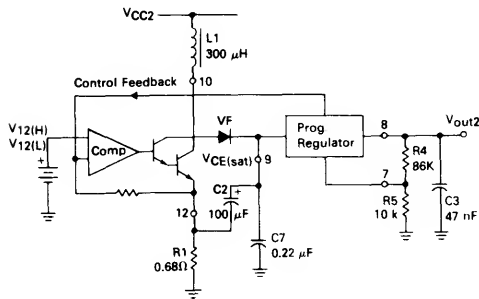 VCC2
L1
300 μH
Control Feedback
10
V12(H)
V12(L)
Comp
VF
VCE(sat)
9
Prog
Regulator
8
Vout2
R4
86K
7
R5
10 k
C3
47 nF
C2
100 μF
12
C7
0.22 μF
R1
0.68Ω